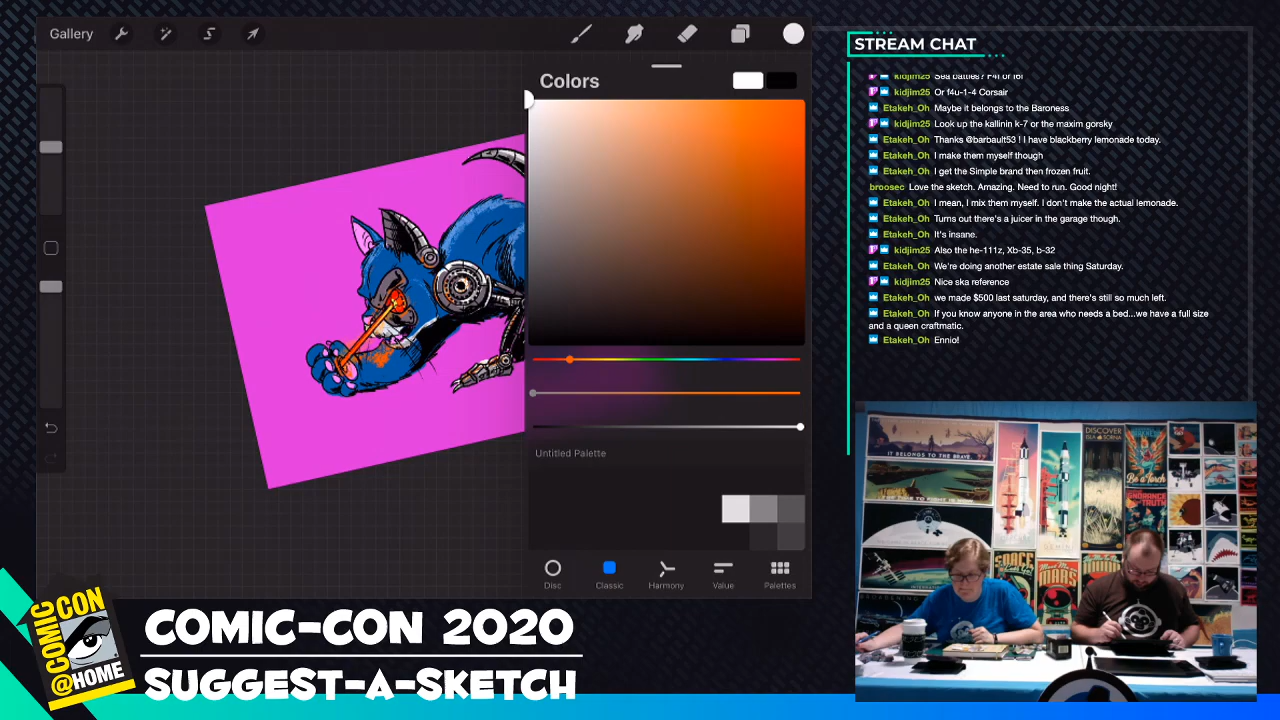 Gallery
Colors
Untitled Palette
Disc
Classic
Harmony
Value
Palettes
STREAM CHAT
kidjim25 Sea battles? F4f or f6f
kidjim25 Or f4u-1-4 Corsair
Etakeh_Oh Maybe it belongs to the Baroness
kidjim25 Look up the kallinin k-7 or the maxim gorsky
Etakeh_Oh Thanks @barbault53 ! I have blackberry lemonade today.
Etakeh_Oh I make them myself though
Etakeh_Oh I get the Simple brand then frozen fruit.
broosec Love the sketch. Amazing. Need to run. Good night!
Etakeh_Oh I mean, I mix them myself. I don't make the actual lemonade.
Etakeh_Oh Turns out there's a juicer in the garage though.
Etakeh_Oh It's insane.
kidjim25 Also the he-111z, Xb-35, b-32
Etakeh_Oh We're doing another estate sale thing Saturday.
kidjim25 Nice ska reference
Etakeh_Oh we made $500 last saturday, and there's still so much left.
Etakeh_Oh If you know anyone in the area who needs a bed...we have a full size
and a queen craftmatic.
Etakeh_Oh Ennio!
IT BELONGS TO THE BRAVE
DISCOVER
Be a Torch
IGNORANCE
TRUTH
SPACE
MARS
COMIC CON
COMIC
@HOME
COMIC-CON 2020
SUGGEST-A-SKETCH